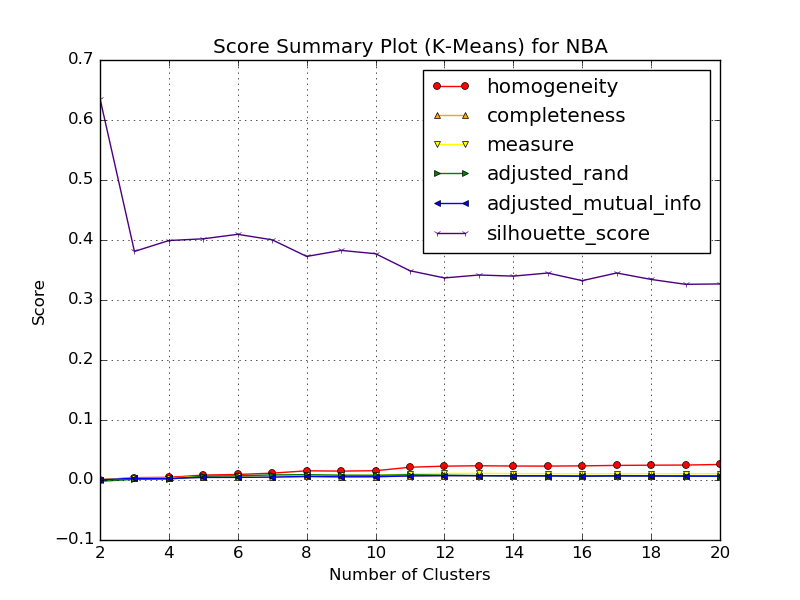 Score Summary Plot (K-Means) for NBA
0.7
0.6
0.5
0.4
0.3
0.2
0.1
0.0
−0.1
Score
homogeneity
completeness
measure
adjusted_rand
adjusted_mutual_info
silhouette_score
2 4 6 8 10 12 14 16 18 20
Number of Clusters